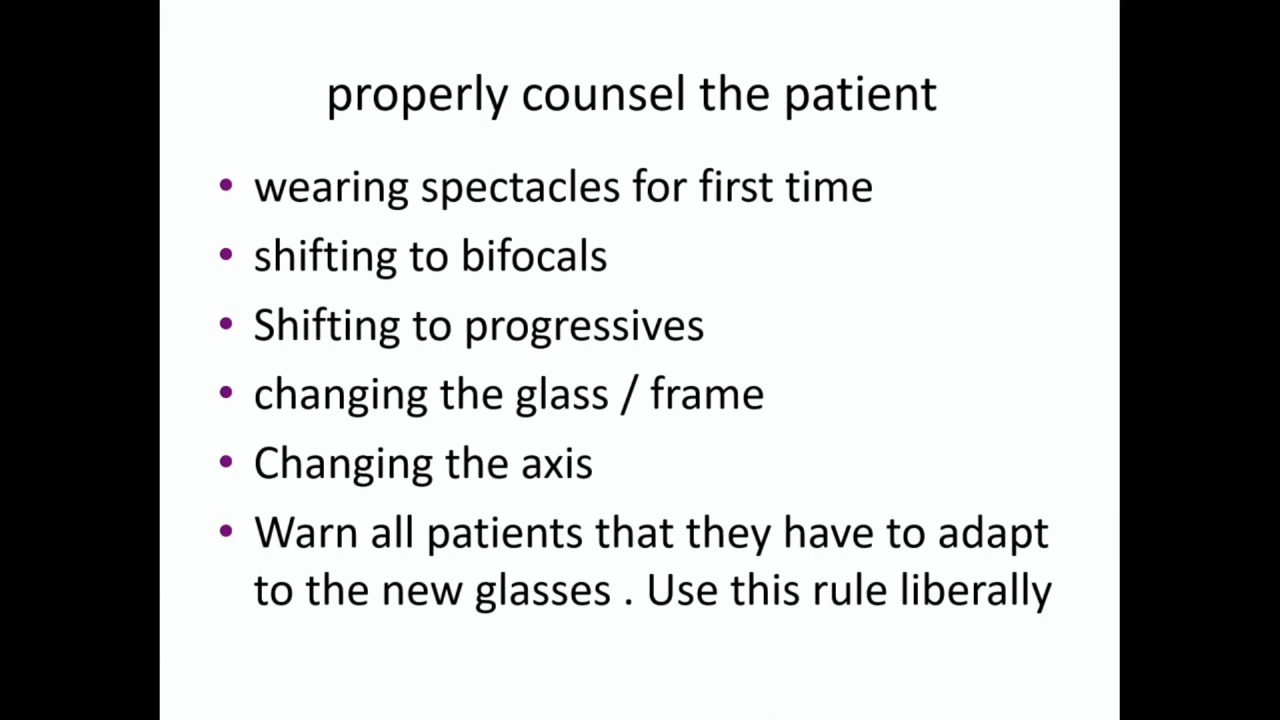 properly counsel the patient
• wearing spectacles for first time
• shifting to bifocals
• Shifting to progressives
• changing the glass / frame
• Changing the axis
• Warn all patients that they have to adapt
to the new glasses . Use this rule liberally